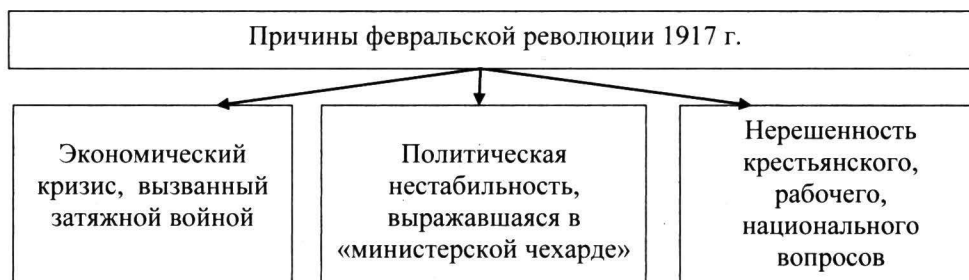 Причины февральской революции 1917 г.
Экономический
кризис, вызванный
затяжной войной
Политическая
нестабильность,
выражавшаяся в
«министерской чехарде»
Нерешенность
крестьянского,
рабочего,
национального
вопросов